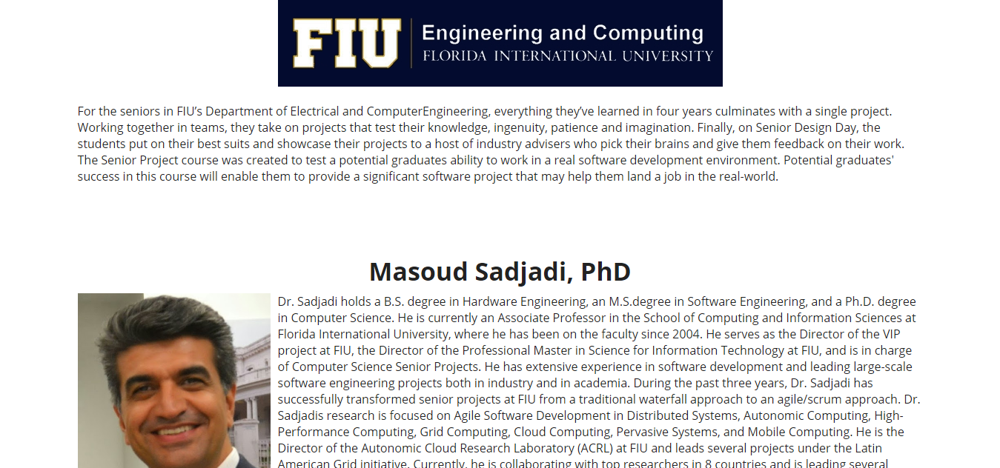 FIU
Engineering and Computing
FLORIDA INTERNATIONAL UNIVERSITY
For the seniors in FIU’s Department of Electrical and ComputerEngineering, everything they’ve learned in four years culminates with a single project.
Working together in teams, they take on projects that test their knowledge, ingenuity, patience and imagination. Finally, on Senior Design Day, the
students put on their best suits and showcase their projects to a host of industry advisers who pick their brains and give them feedback on their work.
The Senior Project course was created to test a potential graduates ability to work in a real software development environment. Potential graduates'
success in this course will enable them to provide a significant software project that may help them land a job in the real-world.
Masoud Sadjadi, PhD
Dr. Sadjadi holds a B.S. degree in Hardware Engineering, an M.S.degree in Software Engineering, and a Ph.D. degree
in Computer Science. He is currently an Associate Professor in the School of Computing and Information Sciences at
Florida International University, where he has been on the faculty since 2004. He serves as the Director of the VIP
project at FIU, the Director of the Professional Master in Science for Information Technology at FIU, and is in charge
of Computer Science Senior Projects. He has extensive experience in software development and leading large-scale
software engineering projects both in industry and in academia. During the past three years, Dr. Sadjadi has
successfully transformed senior projects at FIU from a traditional waterfall approach to an agile/scrum approach. Dr.
Sadjadis research is focused on Agile Software Development in Distributed Systems, Autonomic Computing, High-
Performance Computing, Grid Computing, Cloud Computing, Pervasive Systems, and Mobile Computing. He is the
Director of the Autonomic Cloud Research Laboratory (ACRL) at FIU and leads several projects under the Latin
American Grid initiative. Currently, he is collaborating with top researchers in 8 countries and is leading several